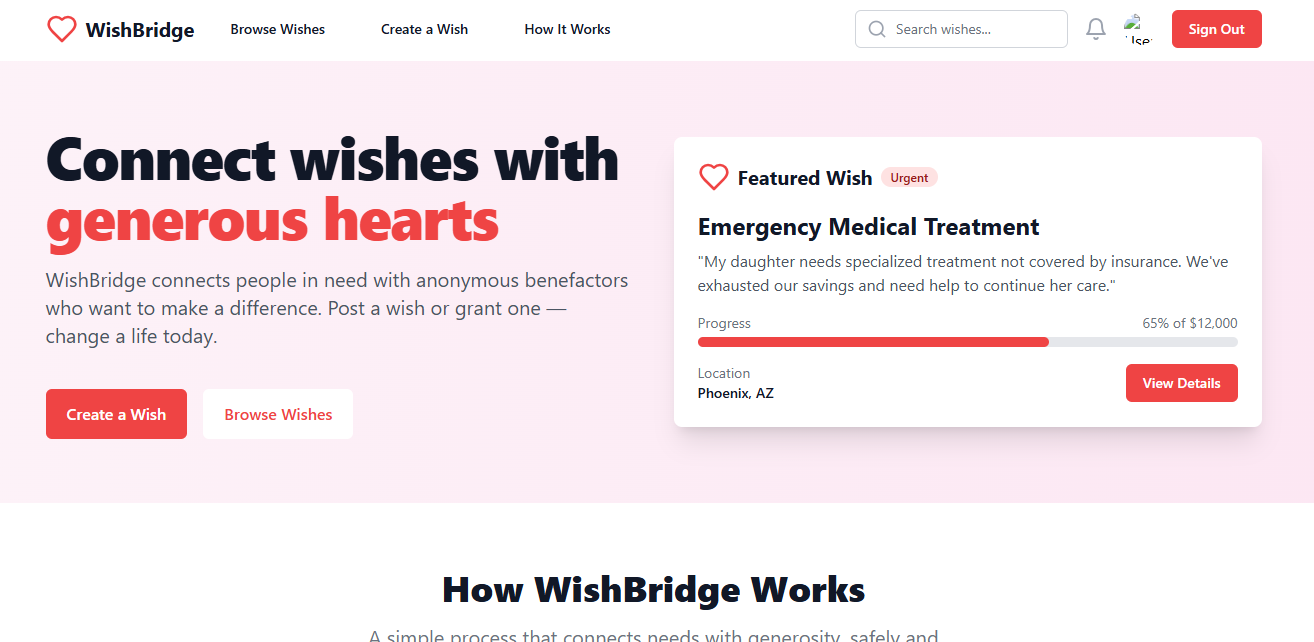 WishBridge
Browse Wishes
Create a Wish
How It Works
Search wishes...
User
Sign Out
Connect wishes with
generous hearts
WishBridge connects people in need with anonymous benefactors
who want to make a difference. Post a wish or grant one —
change a life today.
Create a Wish
Browse Wishes
Featured Wish
Urgent
Emergency Medical Treatment
"My daughter needs specialized treatment not covered by insurance. We've
exhausted our savings and need help to continue her care."
Progress
65% of $12,000
Location
Phoenix, AZ
View Details
How WishBridge Works
A simple process that connects needs with generosity, safely and